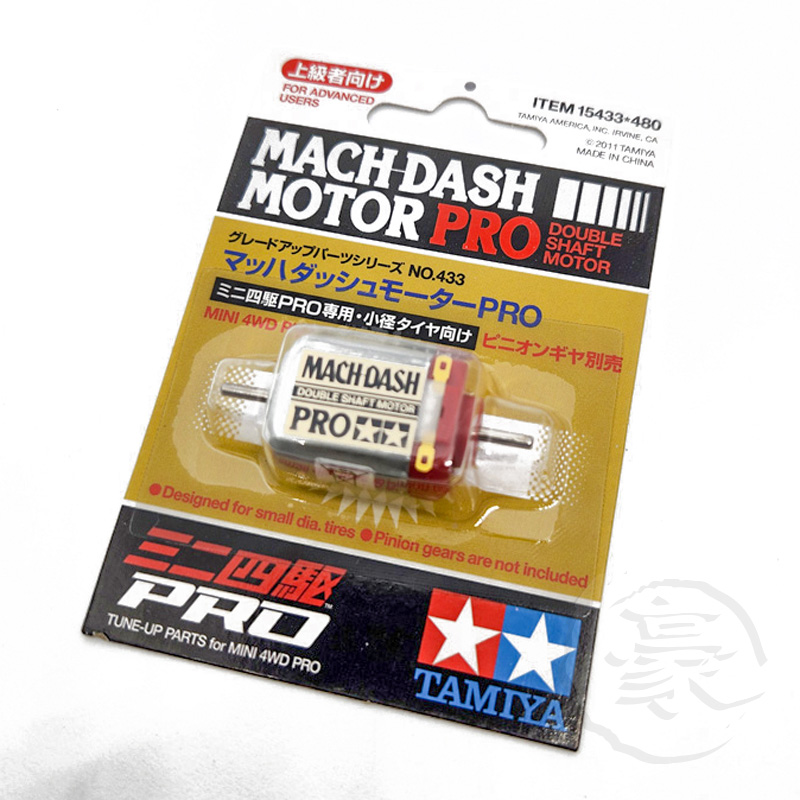 上級者向け
FOR ADVANCED
USERS
ITEM 15433*480
TAMIYA AMERICA, INC. IRVINE, CA
© 2011 TAMIYA
MADE IN CHINA
MACH-DASH
MOTOR PRO
DOUBLE
SHAFT
MOTOR
グレードアップパーツシリーズ NO.433
マッハダッシュモーターPRO
ミニ四駆PRO専用・小径タイヤ向け
MINI 4WD
ピニオンギヤ別売
MACH-DASH
DOUBLE SHAFT MOTOR
PRO
●Designed for small dia. tires ●Pinion gears are not included
ミニ四駆
PRO™
TUNE-UP PARTS for MINI 4WD PRO
TAMIYA
豪